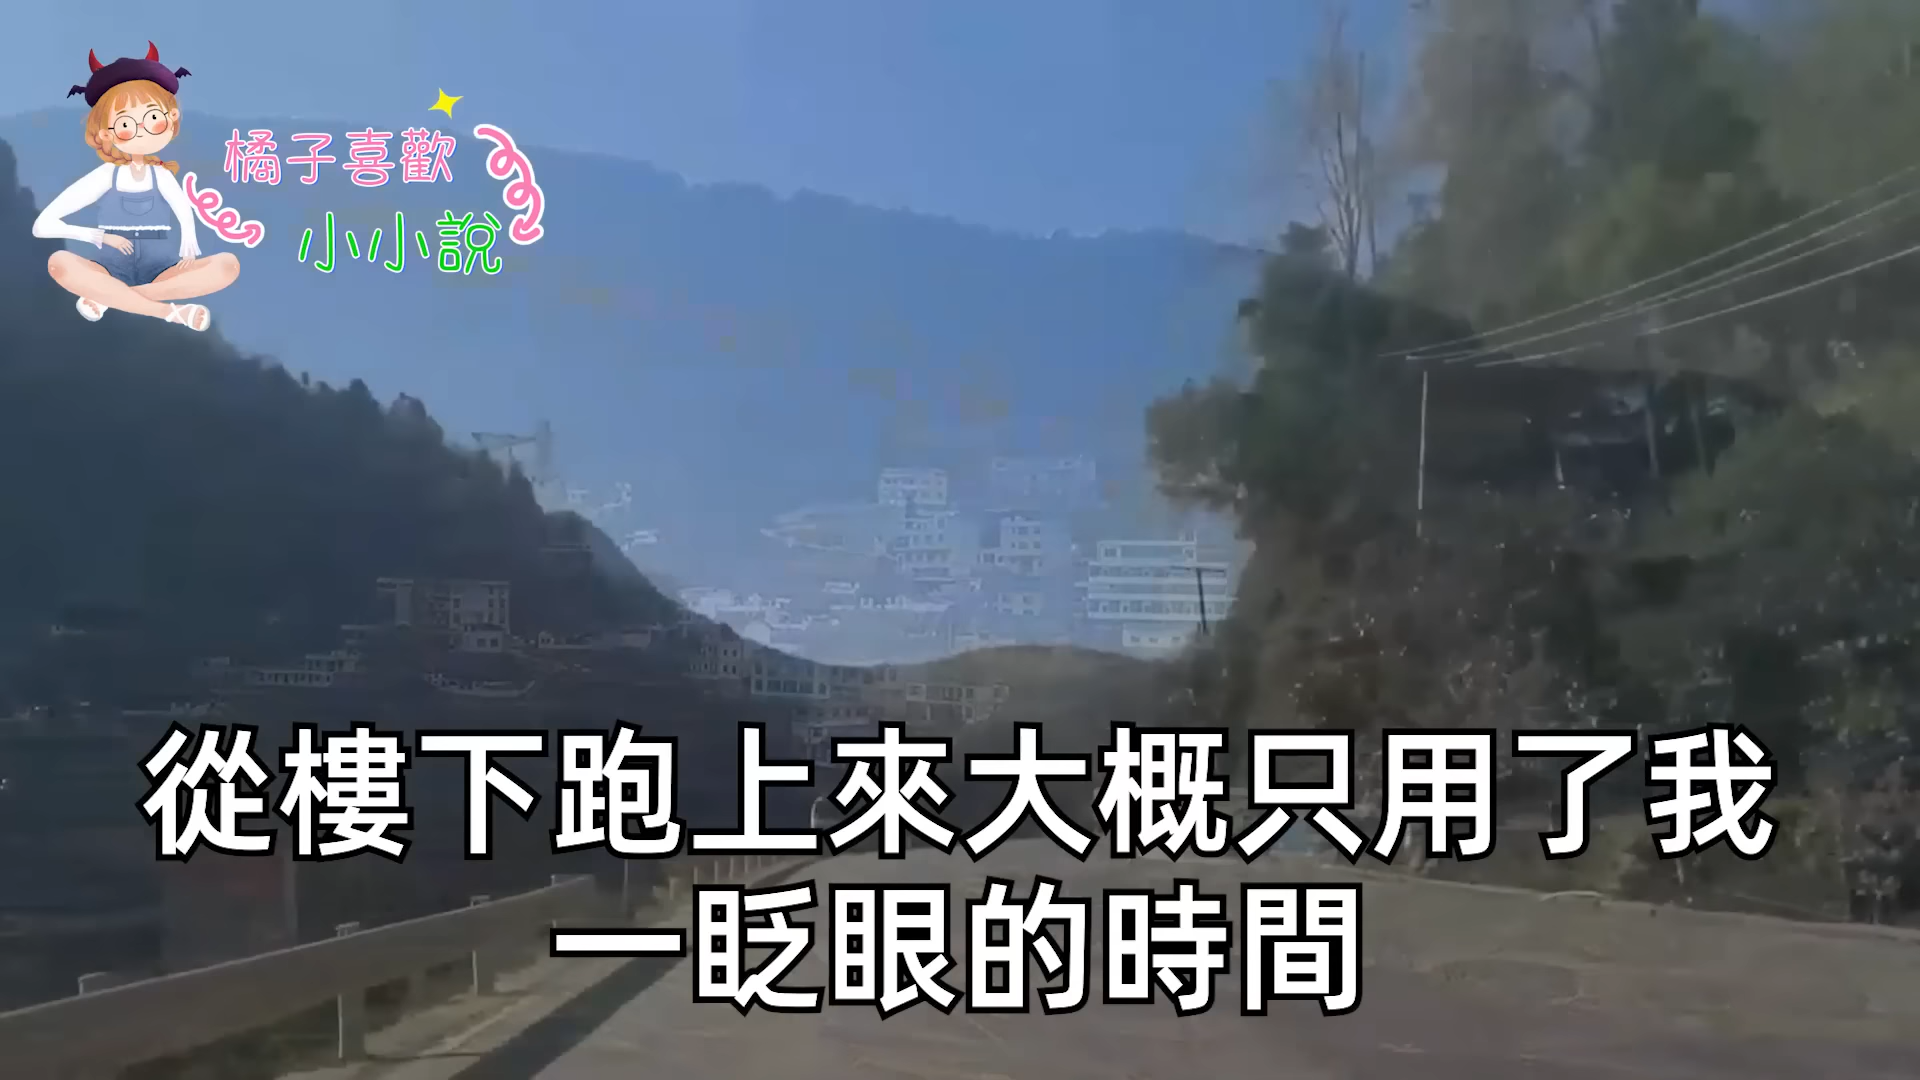 橘子喜歡
小小說
從樓下跑上來大概只用了我
一眨眼的時間